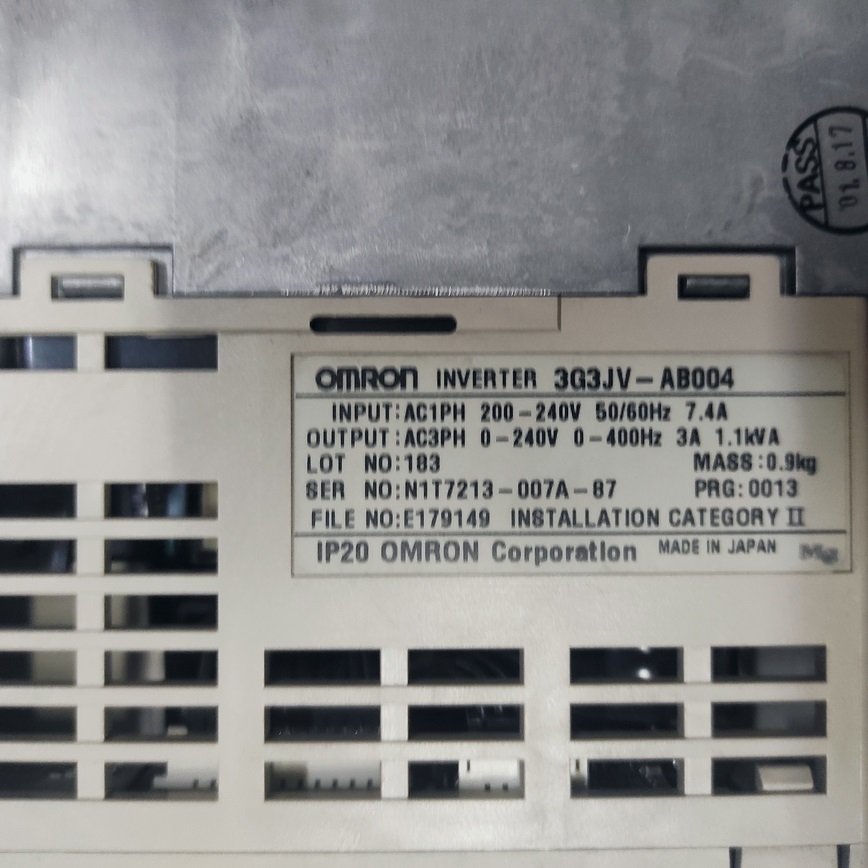 PASS
'01. 8.17
OMRON INVERTER 3G3JV-AB004
INPUT:AC1PH 200-240V 50/60Hz 7.4A
OUTPUT:AC3PH 0-240V 0-400Hz 3A 1.1kVA
LOT NO:183 MASS:0.9kg
SER NO:N1T7213-007A-87 PRG:0013
FILE NO:E179149 INSTALLATION CATEGORY II
IP20 OMRON Corporation MADE IN JAPAN